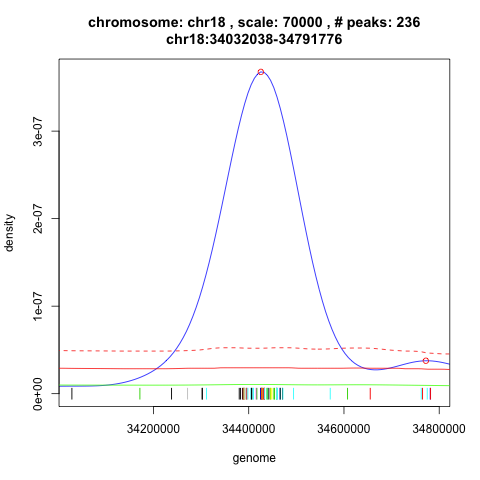 chromosome: chr18 , scale: 70000 , # peaks: 236
chr18:34032038-34791776
density
0e+00
1e-07
2e-07
3e-07
34200000
34400000
34600000
34800000
genome